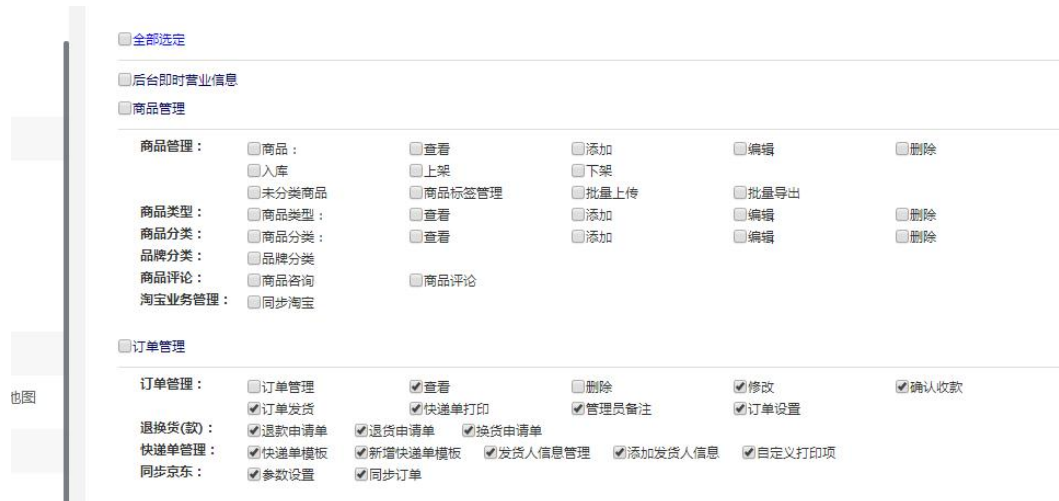 全部选定
后台即时营业信息
商品管理
商品管理： 商品： 查看 添加 编辑 删除
入库 上架 下架
未分类商品 商品标签管理 批量上传 批量导出
商品类型： 商品类型： 查看 添加 编辑 删除
商品分类： 商品分类： 查看 添加 编辑 删除
品牌分类： 品牌分类
商品评论： 商品咨询 商品评论
淘宝业务管理： 同步淘宝
订单管理
订单管理： 订单管理 查看 删除 修改 确认收款
地图
订单发货 快递单打印 管理员备注 订单设置
退换货(款)： 退款申请单 退货申请单 换货申请单
快递单管理： 快递单模板 新增快递单模板 发货人信息管理 添加发货人信息 自定义打印项
同步京东： 参数设置 同步订单